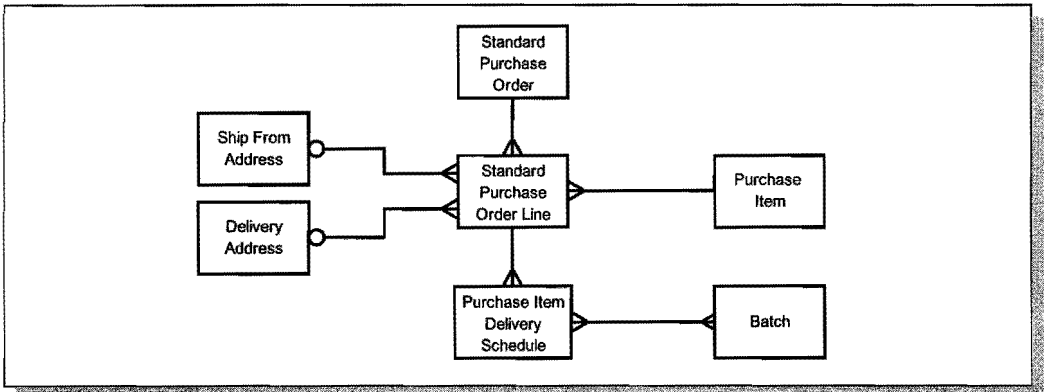 Standard
Purchase
Order
Ship From
Address
Standard
Purchase
Order Line
Purchase
Item
Delivery
Address
Purchase Item
Delivery
Schedule
Batch